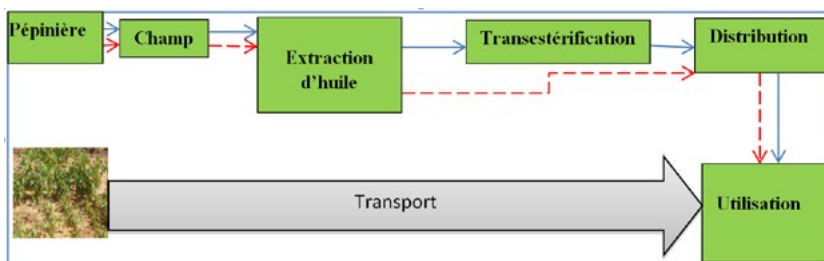 Pépinière
Champ
Extraction
d'huile
Transestérification
Distribution
Transport
Utilisation